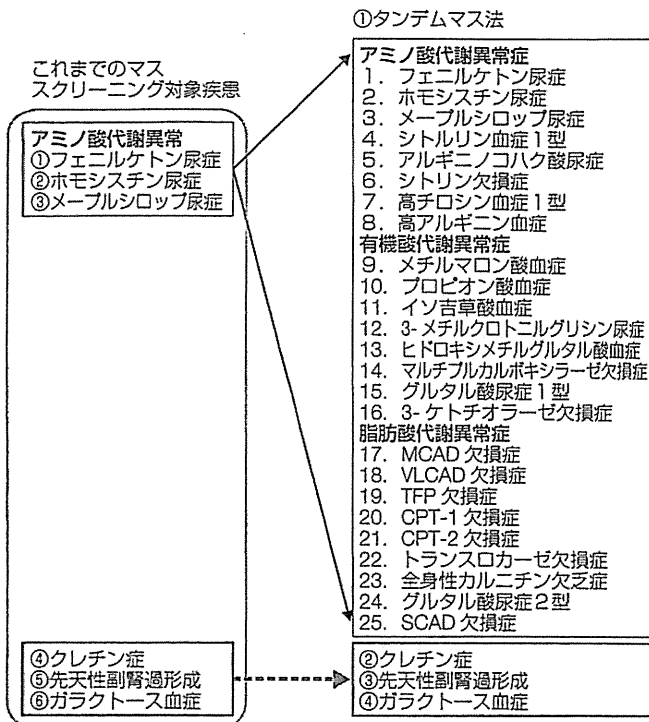 これまでのマス
スクリーニング対象疾患
アミノ酸代謝異常
①フェニルケトン尿症
②ホモシスチン尿症
③メープルシロップ尿症
④クレチン症
⑤先天性副腎過形成
⑥ガラクトース血症
①タンデムマス法
アミノ酸代謝異常症
1. フェニルケトン尿症
2. ホモシスチン尿症
3. メープルシロップ尿症
4. シトルリン血症1型
5. アルギニノコハク酸尿症
6. シトリン欠損症
7. 高チロシン血症1型
8. 高アルギニン血症
有機酸代謝異常症
9. メチルマロン酸血症
10. プロピオン酸血症
11. イソ吉草酸血症
12. 3-メチルクロトニルグリシン尿症
13. ヒドロキシメチルグルタル酸血症
14. マルチプルカルボキシラーゼ欠損症
15. グルタル酸尿症1型
16. 3-ケトチオラーゼ欠損症
脂肪酸代謝異常症
17. MCAD欠損症
18. VLCAD欠損症
19. TFP欠損症
20. CPT-1欠損症
21. CPT-2欠損症
22. トランスロカーゼ欠損症
23. 全身性カルニチン欠乏症
24. グルタル酸尿症2型
25. SCAD欠損症
②クレチン症
③先天性副腎過形成
④ガラクトース血症